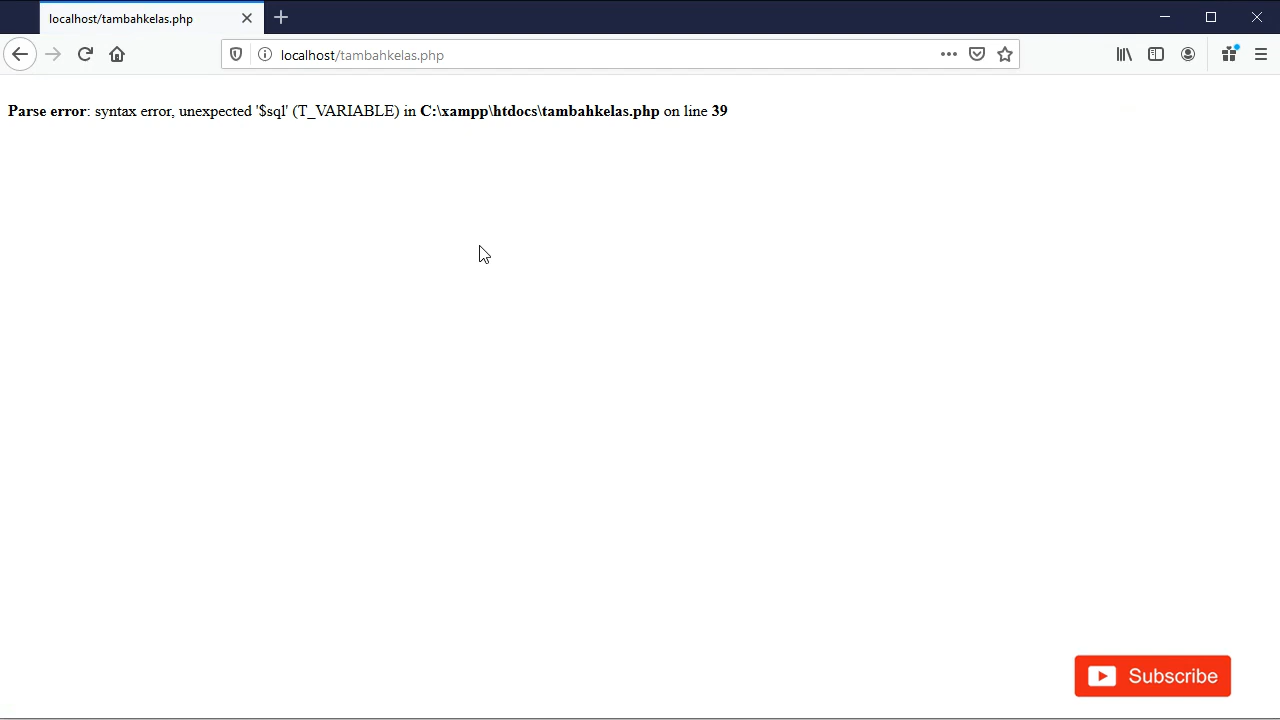 localhost/tambahkelas.php
localhost/tambahkelas.php
Parse error: syntax error, unexpected '$sql' (T_VARIABLE) in C:\xampp\htdocs\tambahkelas.php on line 39
Subscribe